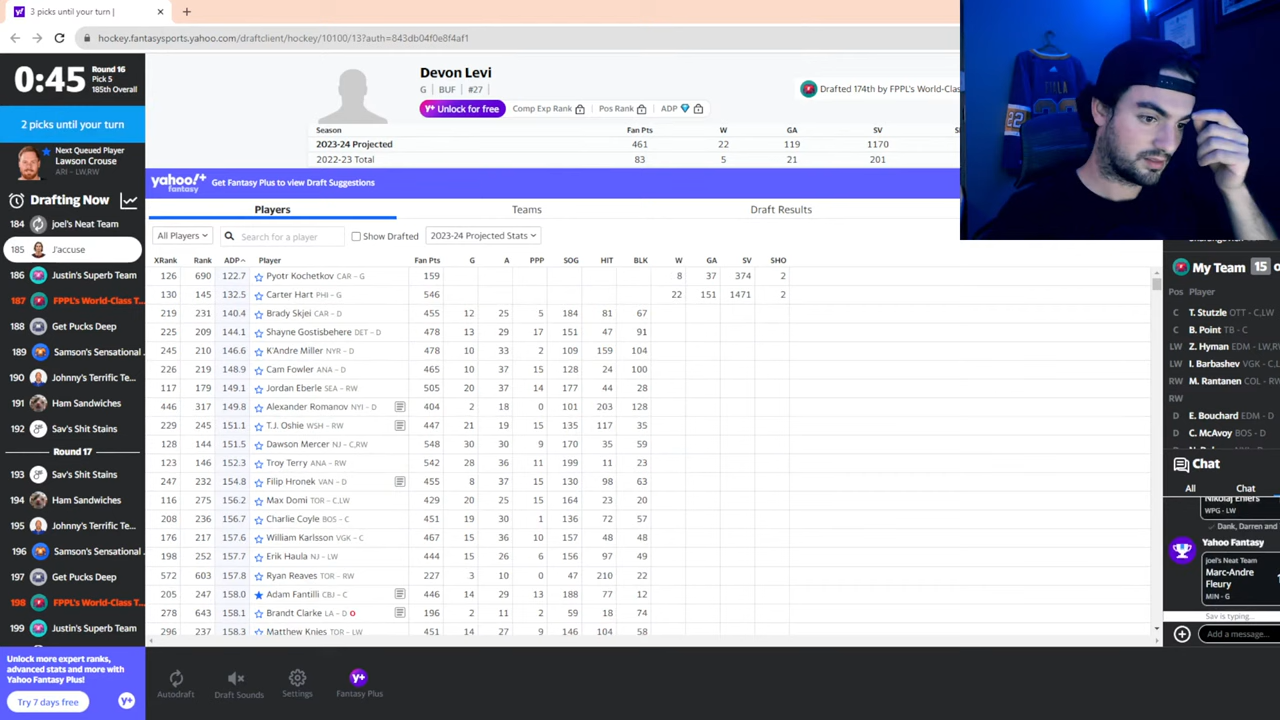 3 picks until your turn |
hockey.fantasysports.yahoo.com/draftclient/hockey/10100/13?auth=843db04f0e8f4af1
0:45
Round 16
Pick 5
185th Overall
2 picks until your turn
Next Queued Player
Lawson Crouse
ARI - LW,RW
Drafting Now
184 joel's Neat Team
185 J'accuse
186 Justin's Superb Team
187 FPPL's World-Class T...
188 Get Pucks Deep
189 Samson's Sensational .
190 Johnny's Terrific Te...
191 Ham Sandwiches
192 Sav's Shit Stains
Round 17
193 Sav's Shit Stains
194 Ham Sandwiches
195 Johnny's Terrific Te...
196 Samson's Sensational .
197 Get Pucks Deep
198 FPPL's World-Class T...
199 Justin's Superb Team
Unlock more expert ranks, advanced stats and more with Yahoo Fantasy Plus!
Try 7 days free
y+
Devon Levi
G | BUF | #27
y+ Unlock for free Comp Exp Rank Pos Rank ADP
Drafted 174th by FPPL's World-Clas
Season Fan Pts W GA SV
2023-24 Projected 461 22 119 1170
2022-23 Total 83 5 21 201
yahoo!+ fantasy Get Fantasy Plus to view Draft Suggestions
Players Teams Draft Results
All Players Search for a player Show Drafted 2023-24 Projected Stats
XRank Rank ADP Player Fan Pts G A PPP SOG HIT BLK W GA SV SHO
126 690 122.7 Pyotr Kochetkov CAR - G 159 8 37 374 2
130 145 132.5 Carter Hart PHI - G 546 22 151 1471 2
219 231 140.4 Brady Skjei CAR - D 455 12 25 5 184 81 67
225 209 144.1 Shayne Gostisbehere DET - D 478 13 29 17 151 47 91
245 210 146.6 K'Andre Miller NYR - D 478 10 33 2 109 159 104
226 219 148.9 Cam Fowler ANA - D 465 10 37 15 128 24 100
117 179 149.1 Jordan Eberle SEA - RW 505 20 37 14 177 44 28
446 317 149.8 Alexander Romanov NYI - D 404 2 18 0 101 203 128
229 245 151.1 T.J. Oshie WSH - RW 447 21 19 15 135 117 35
128 144 151.5 Dawson Mercer NJ - C,RW 548 30 30 9 170 35 59
123 146 152.3 Troy Terry ANA - RW 542 28 36 11 199 11 23
247 232 154.8 Filip Hronek VAN - D 455 8 37 15 130 98 63
116 275 156.2 Max Domi TOR - C,LW 429 20 25 15 164 23 20
208 236 156.7 Charlie Coyle BOS - C 451 19 30 1 136 72 57
176 217 157.6 William Karlsson VGK - C 467 15 36 10 157 48 48
198 252 157.7 Erik Haula NJ - LW 444 15 26 6 156 97 49
572 603 157.8 Ryan Reaves TOR - RW 227 3 10 0 47 210 22
205 247 158.0 Adam Fantilli CBJ - C 446 14 29 13 188 77 12
278 643 158.1 Brandt Clarke LA - D O 196 2 11 2 59 18 74
296 237 158.3 Matthew Knies TOR - LW 451 14 27 9 146 104 58
Autodraft Draft Sounds Settings Fantasy Plus
My Team 15 o
Pos Player
C T. Stutzle OTT - C,LW
C B. Point TB - C
LW Z. Hyman EDM - LW,R
LW I. Barbashev VGK - C,
RW M. Rantanen COL - RW
RW
D E. Bouchard EDM - D
D C. McAvoy BOS - D
Chat
All Chat
Nikolaj Ehlers
WPG - LW
Dank, Darren and
Yahoo Fantasy
Joel's Neat Team
Marc-Andre Fleury
MIN - G
Sav is typing...
Add a message...